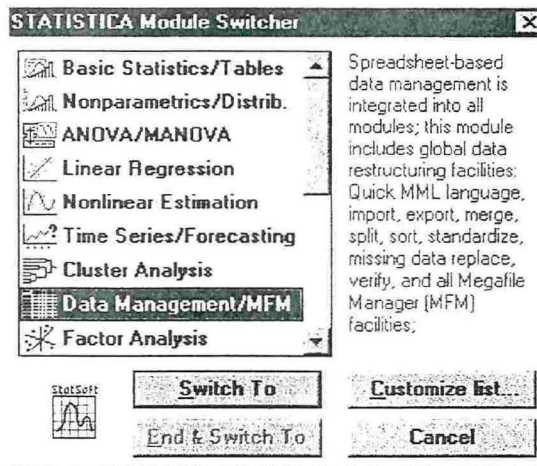 STATISTICA Module Switcher
Basic Statistics/Tables
Nonparametrics/Distrib.
ANOVA/MANOVA
Linear Regression
Nonlinear Estimation
Time Series/Forecasting
Cluster Analysis
Data Management/MFM
Factor Analysis
Spreadsheet-based
data management is
integrated into all
modules; this module
includes global data
restructuring facilities:
Quick MML language,
import, export, merge,
split, sort, standardize,
missing data replace,
verify, and all Megafile
Manager (MFM)
facilities;
StatSoft
Switch To
Customize list...
End & Switch To
Cancel